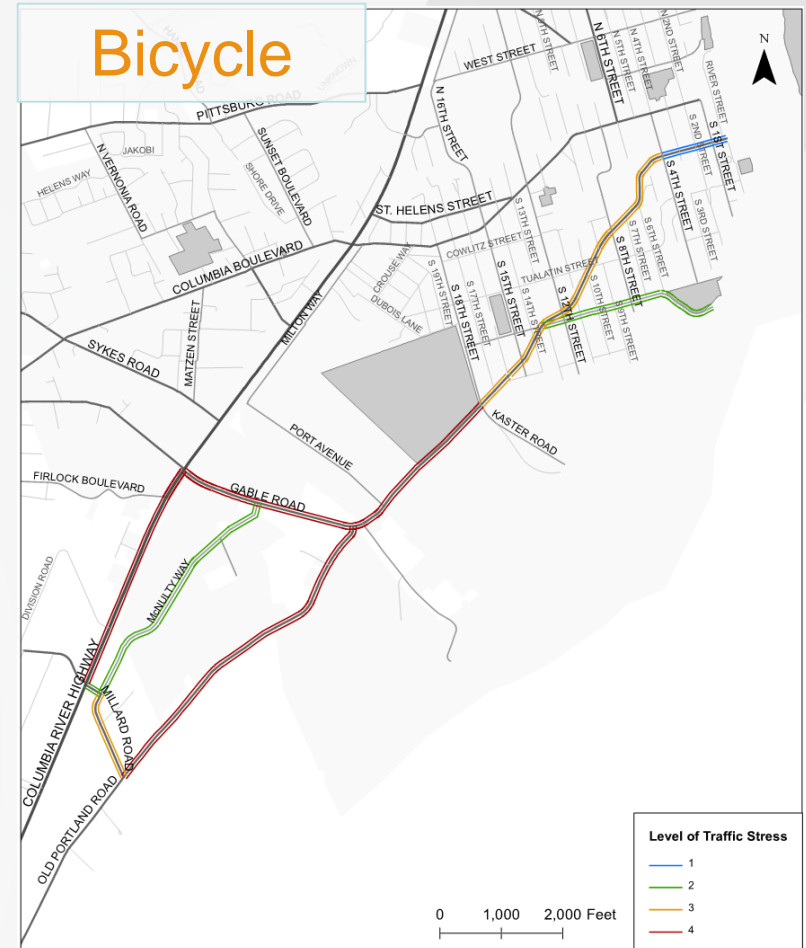 Bicycle
UNKNOWN
PITTSBURG ROAD
N 16TH STREET
WEST STREET
N 8TH STREET
N 6TH STREET
N 5TH STREET
N 4TH STREET
N 2ND STREET
RIVER STREET
N
JAKOBI
HELENS WAY
N VERNONIA ROAD
SUNSET BOULEVARD
SHORE DRIVE
ST. HELENS STREET
S 1ST STREET
S 2ND STREET
S 4TH STREET
S 3RD STREET
COLUMBIA BOULEVARD
CROUSE WAY
COWLITZ STREET
S 13TH STREET
S 6TH STREET
S 7TH STREET
S 8TH STREET
TUALATIN STREET
S 19TH STREET
S 18TH STREET
S 17TH STREET
S 15TH STREET
S 14TH STREET
S 12TH STREET
S 10TH STREET
S 9TH STREET
DUBOIS LANE
MILTON WAY
MATZEN STREET
SYKES ROAD
KASTER ROAD
PORT AVENUE
FIRLOCK BOULEVARD
GABLE ROAD
DIVISION ROAD
McNULTY WAY
COLUMBIA RIVER HIGHWAY
MILLARD ROAD
OLD PORTLAND ROAD
Level of Traffic Stress
1
2
3
4
0 1,000 2,000 Feet